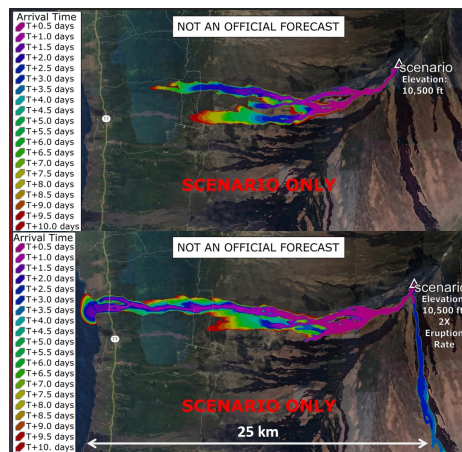 Arrival Time
T+0.5 days
T+1.0 days
T+1.5 days
T+2.0 days
T+2.5 days
T+3.0 days
T+3.5 days
T+4.0 days
T+4.5 days
T+5.0 days
T+5.5 days
T+6.0 days
T+6.5 days
T+7.0 days
T+7.5 days
T+8.0 days
T+8.5 days
T+9.0 days
T+9.5 days
T+10.0 days
NOT AN OFFICIAL FORECAST
scenario
Elevation:
10,500 ft
11
SCENARIO ONLY
Arrival Time
T+0.5 days
T+1.0 days
T+1.5 days
T+2.0 days
T+2.5 days
T+3.0 days
T+3.5 days
T+4.0 days
T+4.5 days
T+5.0 days
T+5.5 days
T+6.0 days
T+6.5 days
T+7.0 days
T+7.5 days
T+8.0 days
T+8.5 days
T+9.0 days
T+9.5 days
T+10.
NOT AN OFFICIAL FORECAST
scenario
Elevation
10,500 ft
2X
Eruption
Rate
11
SCENARIO ONLY
25 km